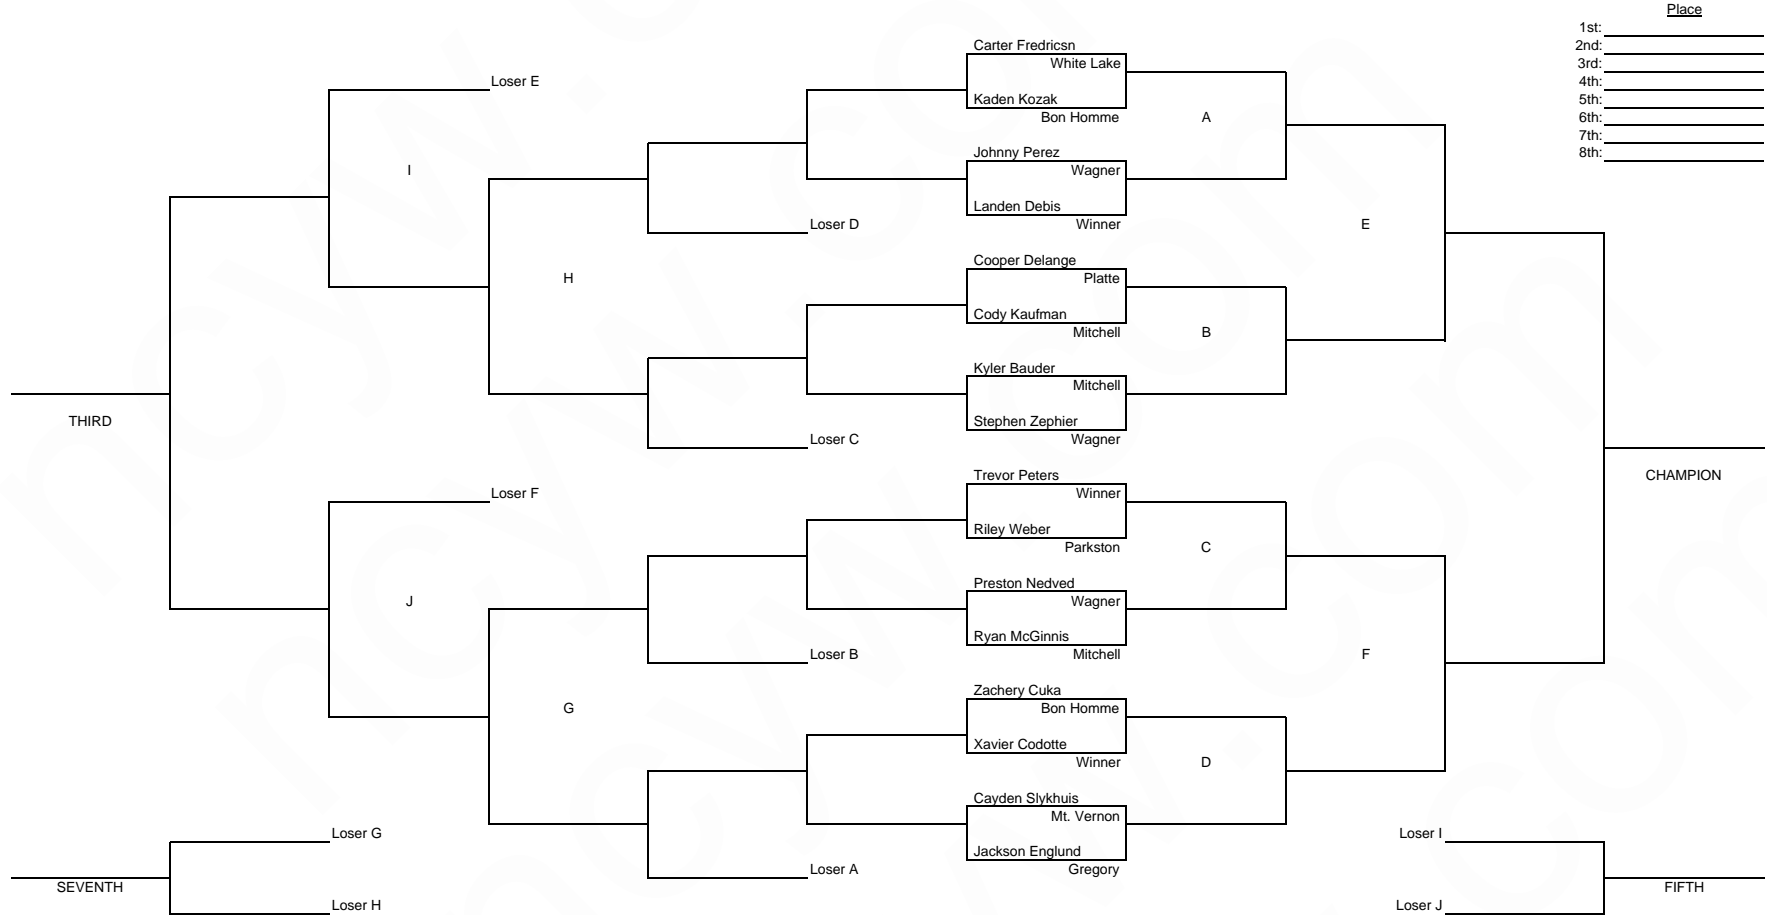 Place
1st:
2nd:
3rd:
4th:
5th:
6th:
7th:
8th:
Carter Fredricsn
White Lake
Kaden Kozak
Bon Homme
Johnny Perez
Wagner
Landen Debis
Winner
Cooper Delange
Platte
Cody Kaufman
Mitchell
Kyler Bauder
Mitchell
Stephen Zephier
Wagner
Trevor Peters
Winner
Riley Weber
Parkston
Preston Nedved
Wagner
Ryan McGinnis
Mitchell
Zachery Cuka
Bon Homme
Xavier Codotte
Winner
Cayden Slykhuis
Mt. Vernon
Jackson Englund
Gregory
A
B
C
D
E
F
CHAMPION
Loser I
Loser J
FIFTH
Loser D
Loser C
Loser B
Loser A
H
G
Loser E
I
Loser F
J
THIRD
Loser G
SEVENTH
Loser H